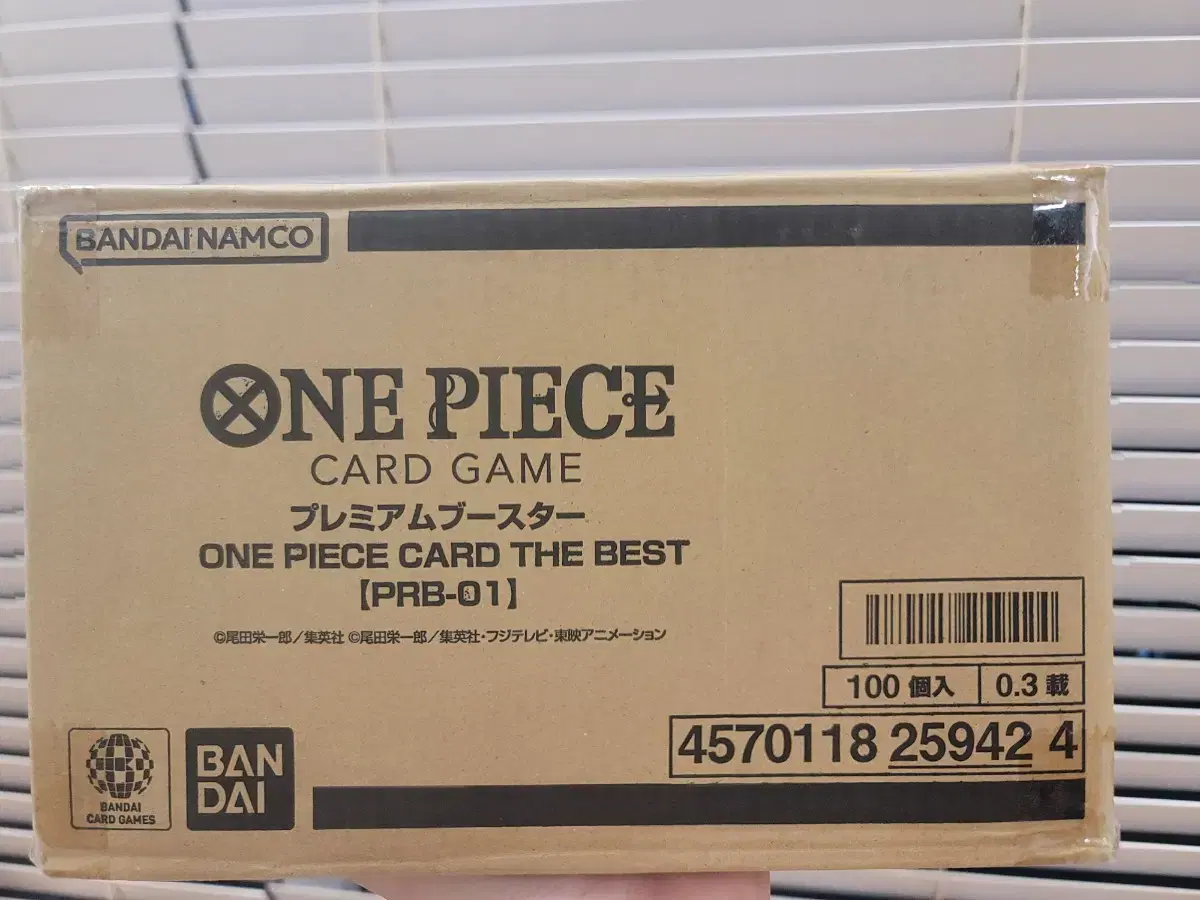 BANDAI NAMCO
ONE PIECE
CARD GAME
プレミアムブースター
ONE PIECE CARD THE BEST
【PRB-01】
©尾田栄一郎/集英社 ©尾田栄一郎/集英社・フジテレビ・東映アニメーション
100 個入
0.3 載
4570118 25942 4
BANDAI
CARD GAMES
BAN
DAI